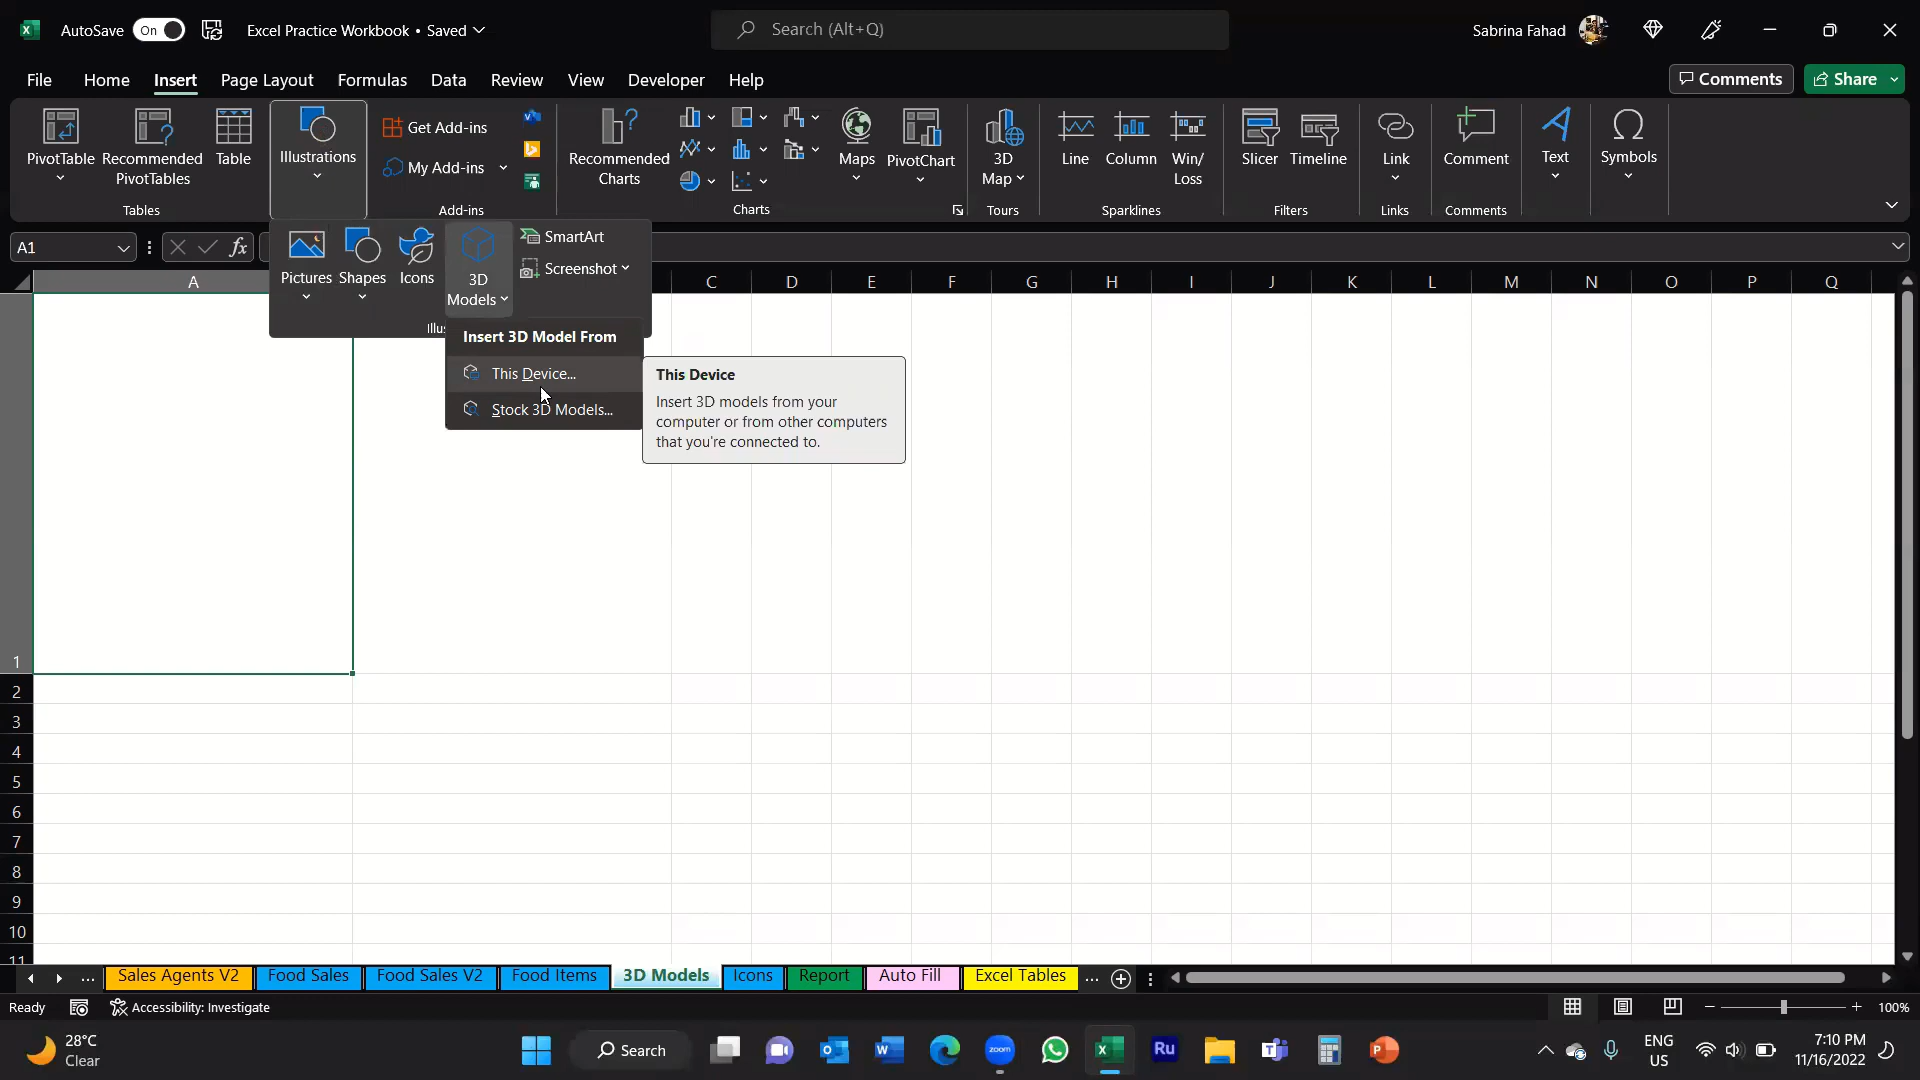 AutoSave On Excel Practice Workbook • Saved Search (Alt+Q) Sabrina Fahad
File Home Insert Page Layout Formulas Data Review View Developer Help Comments Share
PivotTable Recommended PivotTables Table Illustrations Get Add-ins My Add-ins Recommended Charts Maps PivotChart 3D Map Line Column Win/Loss Slicer Timeline Link Comment Text Symbols
Tables Add-ins Charts Tours Sparklines Filters Links Comments
A1 fx
Pictures Shapes Icons 3D Models SmartArt
Screenshot
Illus
A C D E F G H I J K L M N O P Q
Insert 3D Model From
This Device...
Stock 3D Models...
This Device
Insert 3D models from your
computer or from other computers
that you're connected to.
1
2
3
4
5
6
7
8
9
10
11
... Sales Agents V2 Food Sales Food Sales V2 Food Items 3D Models Icons Report Auto Fill Excel Tables ...
Ready Accessibility: Investigate 100%
28°C
Clear
Search
zoom
Ru
ENG
US
7:10 PM
11/16/2022